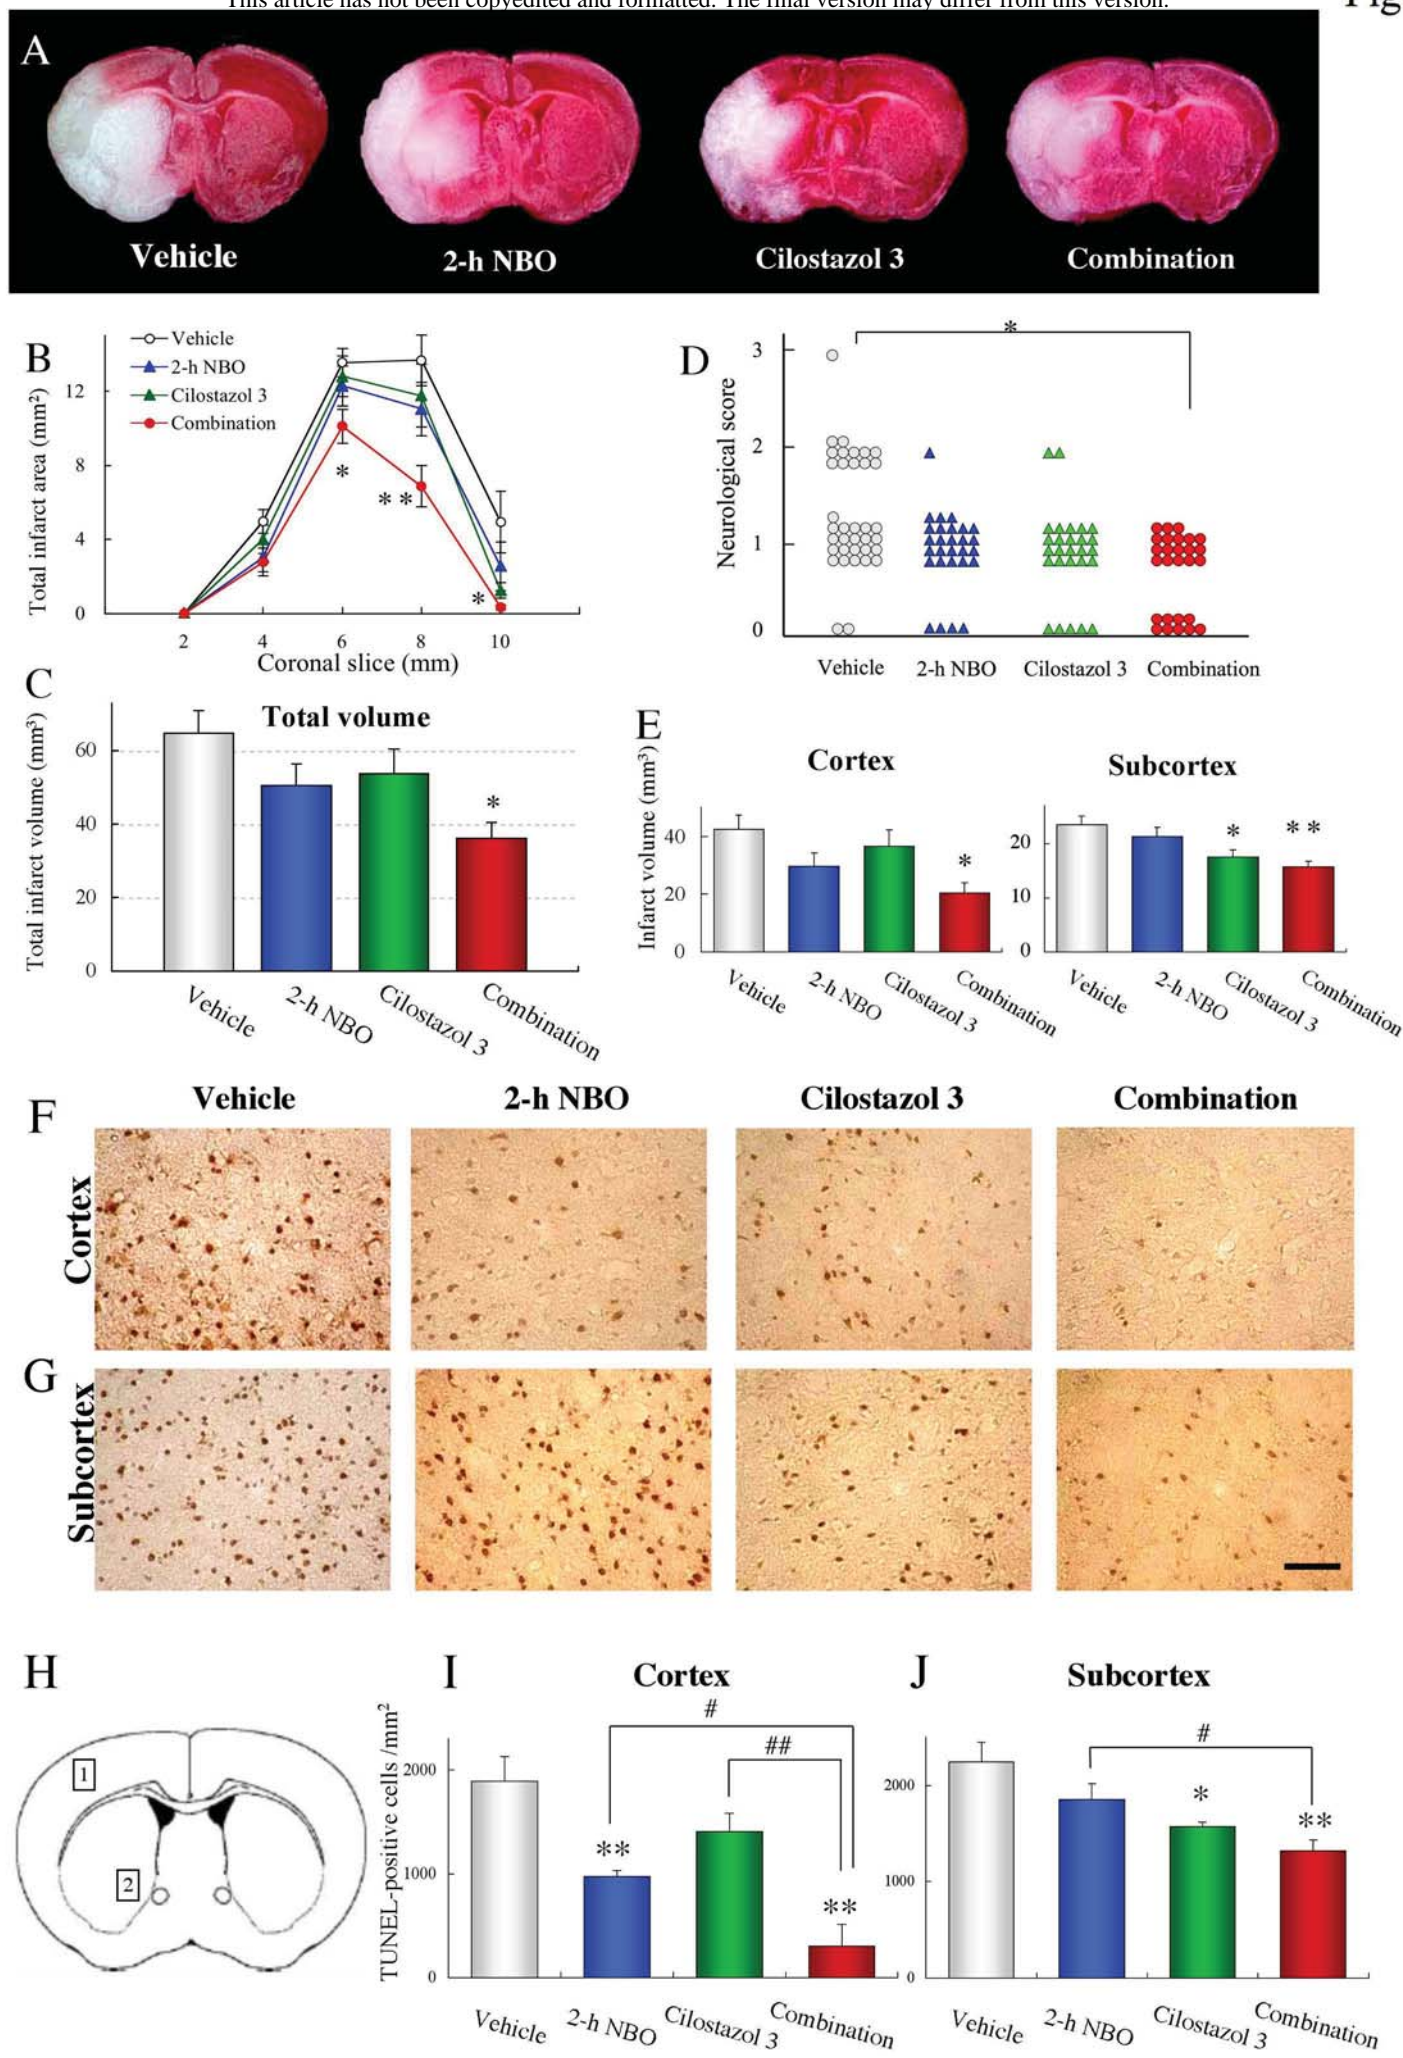 This article has not been copyedited and formatted. The final version may differ from this version.
Fig
A
Vehicle
2-h NBO
Cilostazol 3
Combination
B
Total infarct area (mm²)
Vehicle
2-h NBO
Cilostazol 3
Combination
12
8
4
0
*
* *
*
2
4
6
8
10
Coronal slice (mm)
D
Neurological score
*
3
2
1
0
Vehicle
2-h NBO
Cilostazol 3
Combination
C
Total infarct volume (mm³)
Total volume
60
40
20
0
*
Vehicle
2-h NBO
Cilostazol 3
Combination
E
Infarct volume (mm³)
Cortex
40
20
0
*
Vehicle
2-h NBO
Cilostazol 3
Combination
Subcortex
20
10
0
*
* *
Vehicle
2-h NBO
Cilostazol 3
Combination
Vehicle
2-h NBO
Cilostazol 3
Combination
F
Cortex
G
Subcortex
H
1
2
I
Cortex
TUNEL-positive cells /mm²
#
##
2000
1000
0
**
**
Vehicle
2-h NBO
Cilostazol 3
Combination
J
Subcortex
#
2000
1000
0
*
**
Vehicle
2-h NBO
Cilostazol 3
Combination